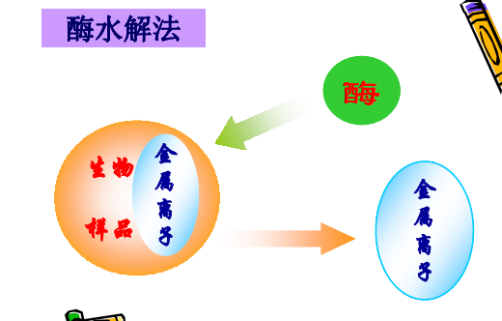 酶水解法
酶
生物
样品
金属离子
金属离子